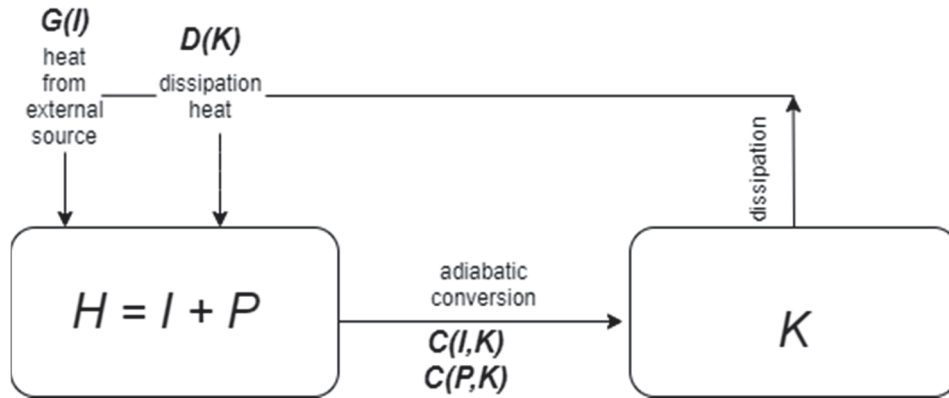 G(I)
heat
from
external
source
D(K)
dissipation
heat
dissipation
H = I + P
adiabatic
conversion
C(I,K)
C(P,K)
K